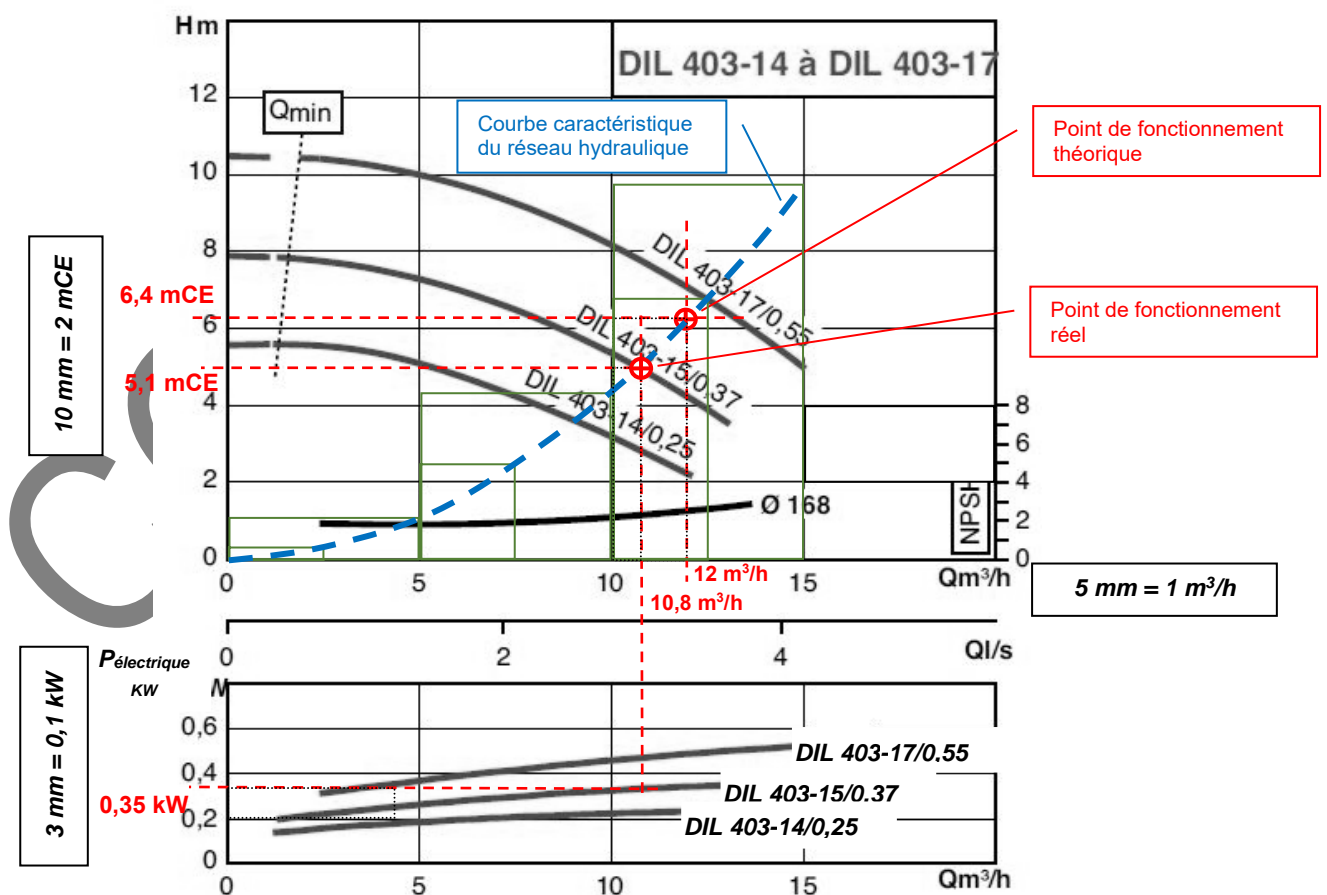 Hm
DIL 403-14 à DIL 403-17
12
Qmin
10
8
6
4
2
0
Courbe caractéristique
du réseau hydraulique
Point de fonctionnement
théorique
Point de fonctionnement
réel
10 mm = 2 mCE
6,4 mCE
5,1 mCE
DIL 403-17/0,55
DIL 403-15/0,37
DIL 403-14/0,25
Ø 168
8
6
4
2
0
NPSH
0 5 10 15 Qm³/h
12 m³/h
10,8 m³/h
5 mm = 1 m³/h
0 2 4 Ql/s
Pélectrique
KW
3 mm = 0,1 kW
0,6
0,4
0,2
0
0,35 kW
DIL 403-17/0.55
DIL 403-15/0.37
DIL 403-14/0,25
0 5 10 15 Qm³/h